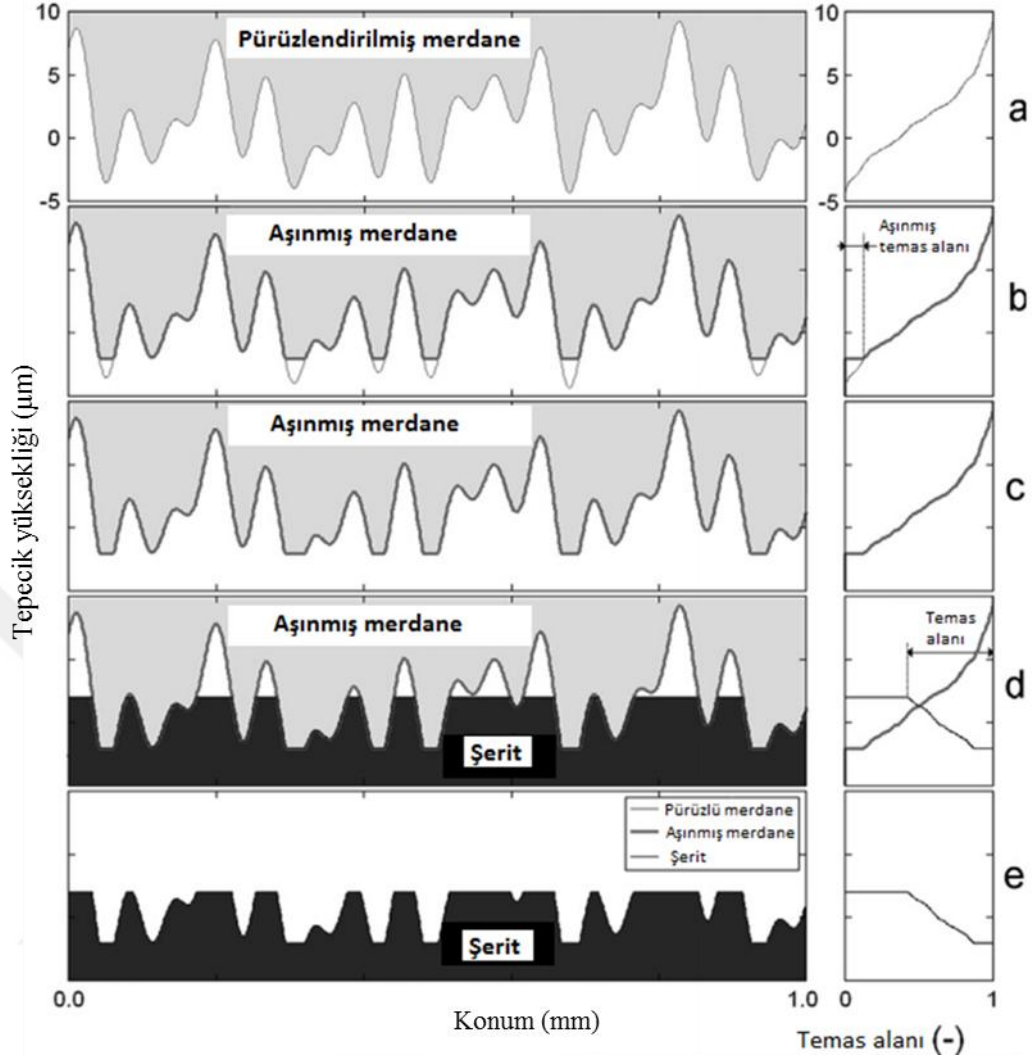 10
5
0
-5
Pürüzlendirilmiş merdane
10
5
0
-5
a
Aşınmış merdane
Aşınmış
temas alanı
b
Aşınmış merdane
c
Aşınmış merdane
Şerit
Temas
alanı
d
Pürüzlü merdane
Aşınmış merdane
Şerit
Şerit
e
Tepecik yüksekliği (µm)
0.0
1.0
Konum (mm)
0
1
Temas alanı (-)